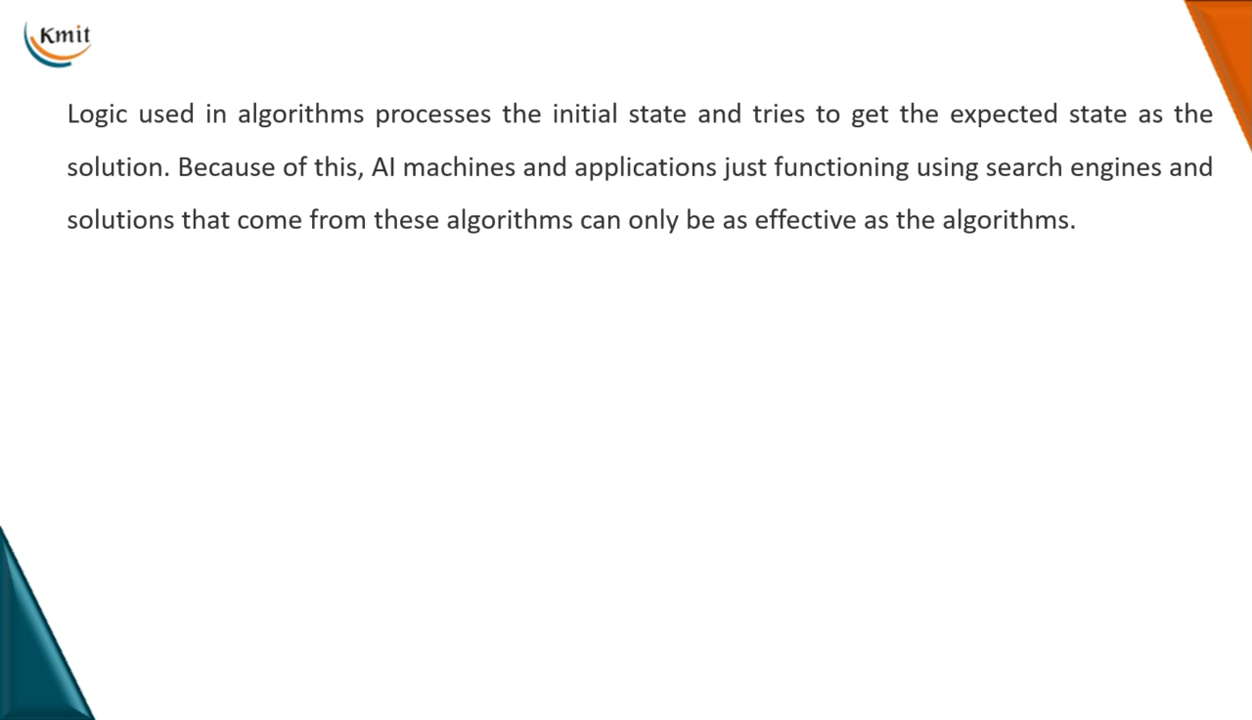 Kmit
Logic used in algorithms processes the initial state and tries to get the expected state as the
solution. Because of this, AI machines and applications just functioning using search engines and
solutions that come from these algorithms can only be as effective as the algorithms.